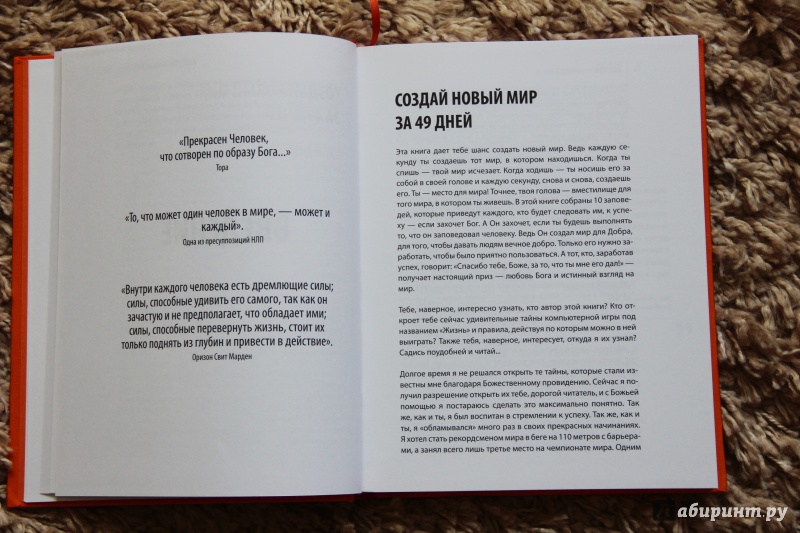 «Прекрасен Человек,
что сотворен по образу Бога...»
Тора
«То, что может один человек в мире, — может и
каждый».
Одна из пресуппозиций НЛП
«Внутри каждого человека есть дремлющие силы;
силы, способные удивить его самого, так как он
зачастую и не предполагает, что обладает ими;
силы, способные перевернуть жизнь, стоит их
только поднять из глубин и привести в действие».
Оризон Свит Марден
СОЗДАЙ НОВЫЙ МИР
ЗА 49 ДНЕЙ
Эта книга дает тебе шанс создать новый мир. Ведь каждую се-
кунду ты создаешь тот мир, в котором находишься. Когда ты
спишь — твой мир исчезает. Когда ходишь — ты носишь его за
собой в своей голове и каждую секунду, снова и снова, создаешь
его. Ты — место для мира! Точнее, твоя голова — вместилище для
того мира, в котором ты живешь. В этой книге собраны 10 запове-
дей, которые приведут каждого, кто будет следовать им, к успе-
ху — если захочет Бог. А Он захочет, если ты будешь выполнять
то, что он заповедовал человеку. Ведь Он создал мир для Добра,
для того, чтобы давать людям вечное добро. Только его нужно за-
работать, чтобы было приятно пользоваться. А тот, кто, заработав
успех, говорит: «Спасибо тебе, Боже, за то, что ты мне его дал!» —
получает настоящий приз — любовь Бога и истинный взгляд на
мир.
Тебе, наверное, интересно узнать, кто автор этой книги? Кто от-
кроет тебе сейчас удивительные тайны компьютерной игры под
названием «Жизнь» и правила, действуя по которым можно в ней
выиграть? Также тебя, наверное, интересует, откуда я их узнал?
Садись поудобней и читай...
Долгое время я не решался открыть те тайны, которые стали из-
вестны мне благодаря Божественному провидению. Сейчас я по-
лучил разрешение открыть их тебе, дорогой читатель, и с Божьей
помощью я постараюсь сделать это максимально понятно. Так
же, как и ты, я был воспитан в стремлении к успеху. Так же, как и
ты, я «обламывался» много раз в своих прекрасных начинаниях.
Я хотел стать рекордсменом мира в беге на 110 метров с барьера-
ми, а занял всего лишь третье место на чемпионате мира. Одним
Лабиринт.ру